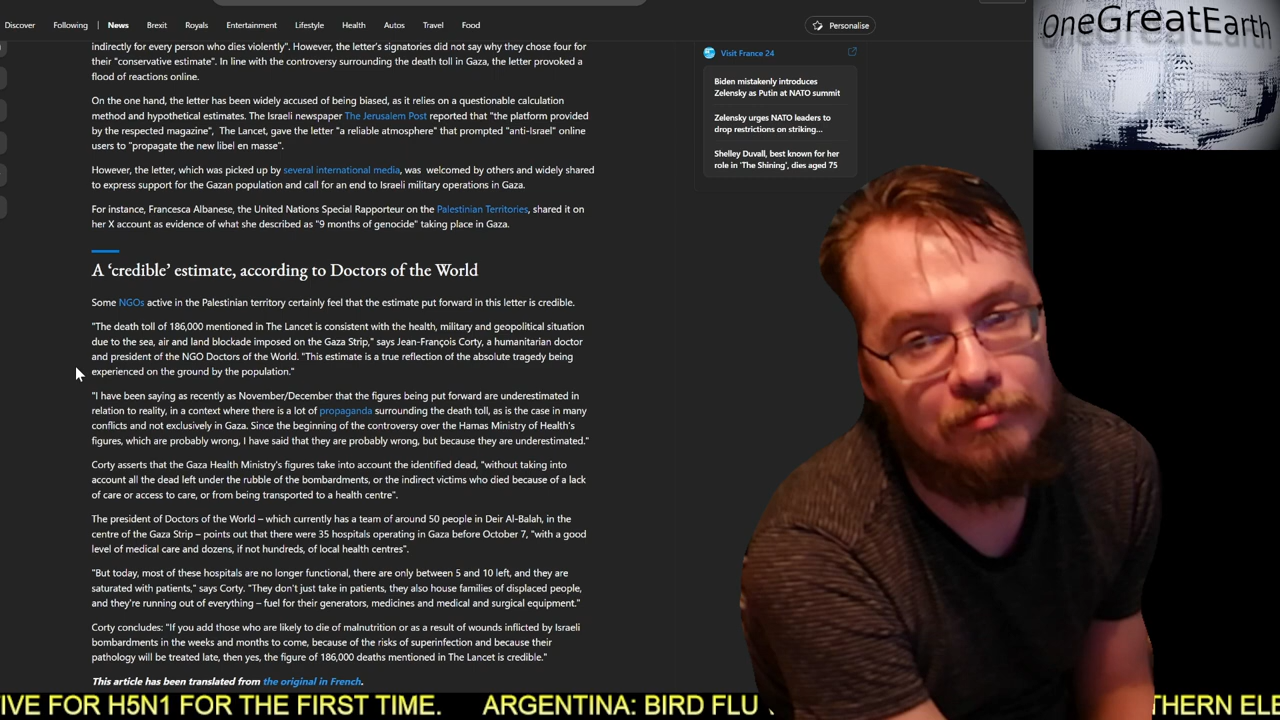 Discover Following News Brexit Royals Entertainment Lifestyle Health Autos Travel Food Personalise
OneGreatEarth
indirectly for every person who dies violently". However, the letter's signatories did not say why they chose four for
their "conservative estimate". In line with the controversy surrounding the death toll in Gaza, the letter provoked a
flood of reactions online.
On the one hand, the letter has been widely accused of being biased, as it relies on a questionable calculation
method and hypothetical estimates. The Israeli newspaper The Jerusalem Post reported that "the platform provided
by the respected magazine", The Lancet, gave the letter "a reliable atmosphere" that prompted "anti-Israel" online
users to "propagate the new libel en masse".
However, the letter, which was picked up by several international media, was welcomed by others and widely shared
to express support for the Gazan population and call for an end to Israeli military operations in Gaza.
For instance, Francesca Albanese, the United Nations Special Rapporteur on the Palestinian Territories, shared it on
her X account as evidence of what she described as "9 months of genocide" taking place in Gaza.
A 'credible' estimate, according to Doctors of the World
Some NGOs active in the Palestinian territory certainly feel that the estimate put forward in this letter is credible.
"The death toll of 186,000 mentioned in The Lancet is consistent with the health, military and geopolitical situation
due to the sea, air and land blockade imposed on the Gaza Strip," says Jean-François Corty, a humanitarian doctor
and president of the NGO Doctors of the World. "This estimate is a true reflection of the absolute tragedy being
experienced on the ground by the population."
"I have been saying as recently as November/December that the figures being put forward are underestimated in
relation to reality, in a context where there is a lot of propaganda surrounding the death toll, as is the case in many
conflicts and not exclusively in Gaza. Since the beginning of the controversy over the Hamas Ministry of Health's
figures, which are probably wrong, I have said that they are probably wrong, but because they are underestimated."
Corty asserts that the Gaza Health Ministry's figures take into account the identified dead, "without taking into
account all the dead left under the rubble of the bombardments, or the indirect victims who died because of a lack
of care or access to care, or from being transported to a health centre".
The president of Doctors of the World – which currently has a team of around 50 people in Deir Al-Balah, in the
centre of the Gaza Strip – points out that there were 35 hospitals operating in Gaza before October 7, "with a good
level of medical care and dozens, if not hundreds, of local health centres".
"But today, most of these hospitals are no longer functional, there are only between 5 and 10 left, and they are
saturated with patients," says Corty. "They don't just take in patients, they also house families of displaced people,
and they're running out of everything – fuel for their generators, medicines and medical and surgical equipment."
Corty concludes: "If you add those who are likely to die of malnutrition or as a result of wounds inflicted by Israeli
bombardments in the weeks and months to come, because of the risks of superinfection and because their
pathology will be treated late, then yes, the figure of 186,000 deaths mentioned in The Lancet is credible."
This article has been translated from the original in French.
Visit France 24
Biden mistakenly introduces
Zelensky as Putin at NATO summit
Zelensky urges NATO leaders to
drop restrictions on striking...
Shelley Duvall, best known for her
role in 'The Shining', dies aged 75
IVE FOR H5N1 FOR THE FIRST TIME. ARGENTINA: BIRD FLU THERN ELE